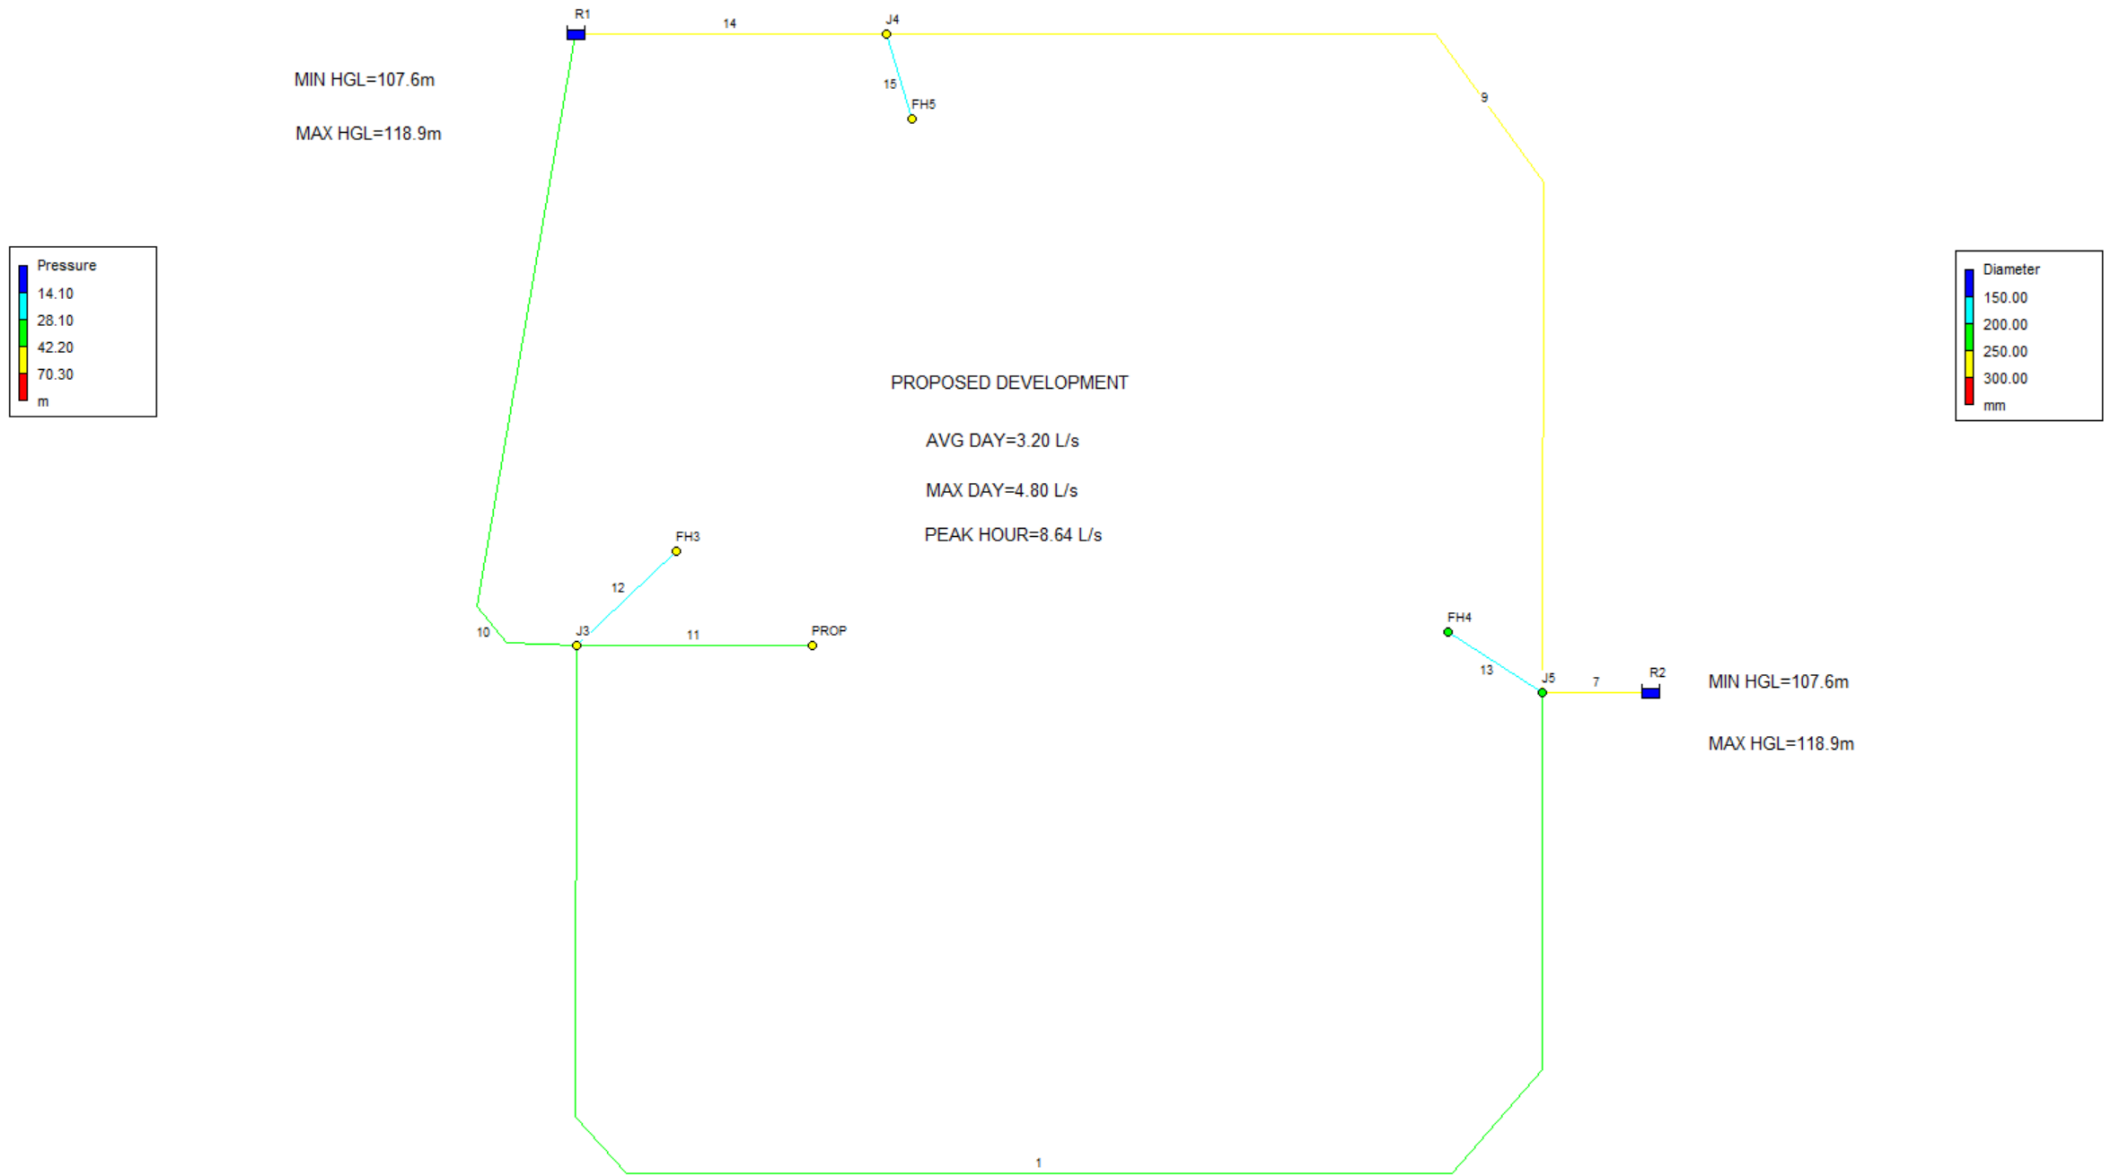 R1
14
J4
MIN HGL=107.6m
15
9
FH5
MAX HGL=118.9m
Pressure
14.10
28.10
42.20
70.30
m
Diameter
150.00
200.00
250.00
300.00
mm
PROPOSED DEVELOPMENT
AVG DAY=3.20 L/s
MAX DAY=4.80 L/s
PEAK HOUR=8.64 L/s
FH3
12
10
J3
11
PROP
FH4
13
J5
7
R2
MIN HGL=107.6m
MAX HGL=118.9m
1